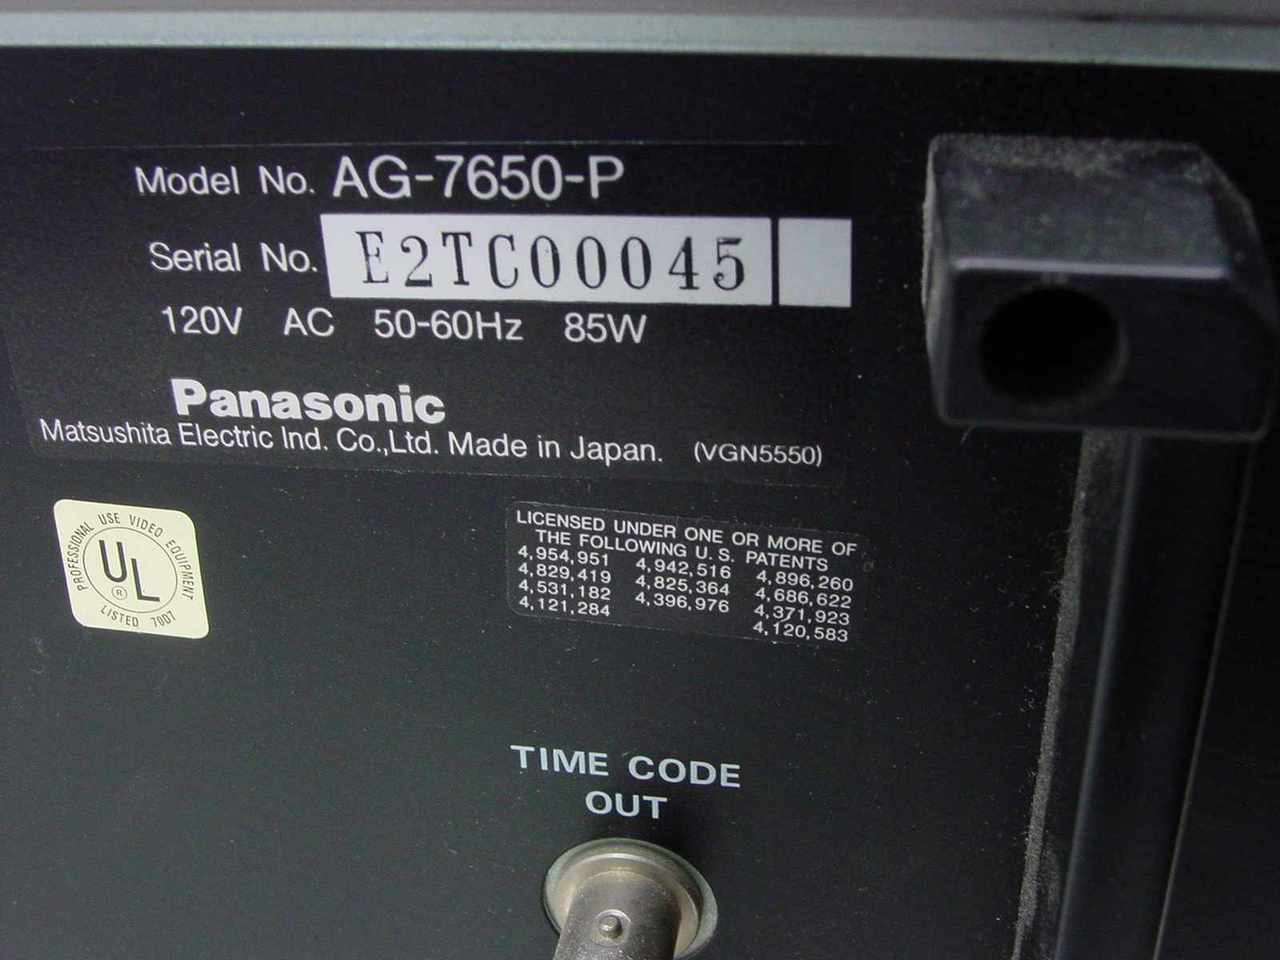 Model No. AG-7650-P
Serial No. E2TC00045
120V AC 50-60Hz 85W
Panasonic
Matsushita Electric Ind. Co.,Ltd. Made in Japan. (VGN5550)
PROFESSIONAL USE VIDEO EQUIPMENT
UL
®
LISTED 7007
LICENSED UNDER ONE OR MORE OF
THE FOLLOWING U.S. PATENTS
4,954,951 4,942,516 4,896,260
4,829,419 4,825,364 4,686,622
4,531,182 4,396,976 4,371,923
4,121,284 4,120,583
TIME CODE
OUT